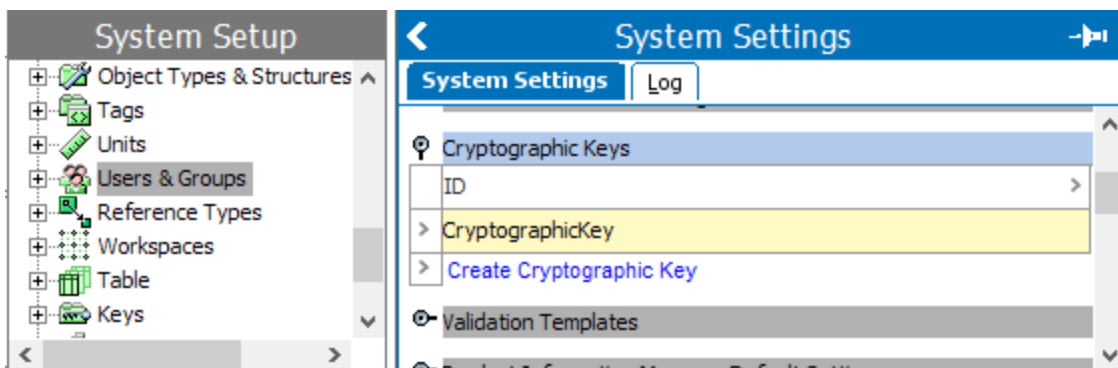 System Setup
Object Types & Structures
Tags
Units
Users & Groups
Reference Types
Workspaces
Table
Keys
System Settings
System Settings
Log
Cryptographic Keys
ID
CryptographicKey
Create Cryptographic Key
Validation Templates